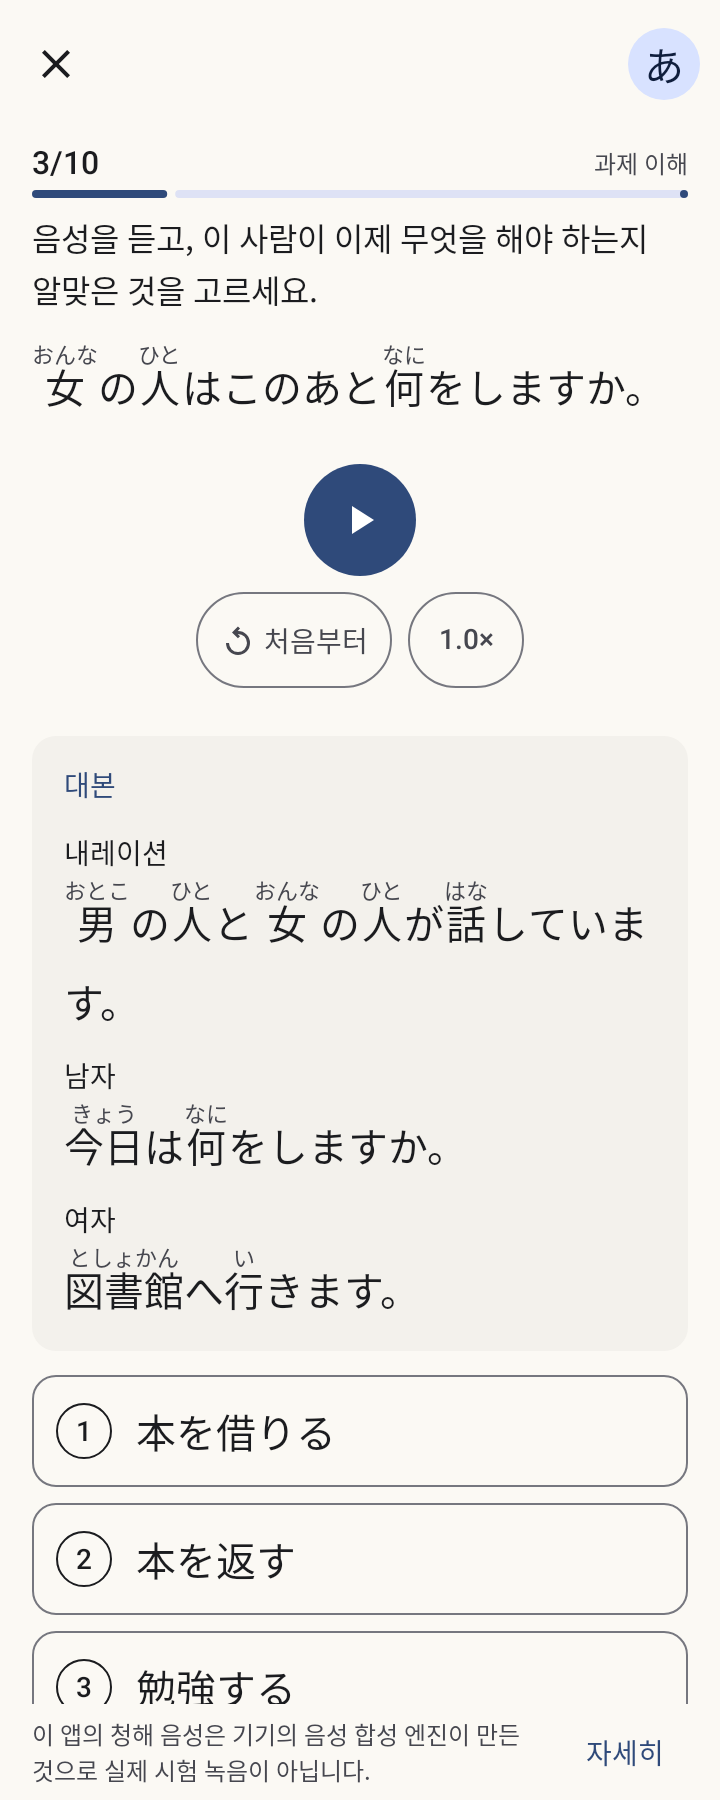 あ
3/10
과제 이해
음성을 듣고, 이 사람이 이제 무엇을 해야 하는지
알맞은 것을 고르세요.
おんな ひと なに
女の人はこのあと何をしますか。
처음부터
1.0×
대본
내레이션
おとこ ひと おんな ひと はな
男の人と女の人が話していま
す。
남자
きょう なに
今日は何をしますか。
여자
としょかん い
図書館へ行きます。
1 本を借りる
2 本を返す
3 勉強する
이 앱의 청해 음성은 기기의 음성 합성 엔진이 만든
것으로 실제 시험 녹음이 아닙니다.
자세히